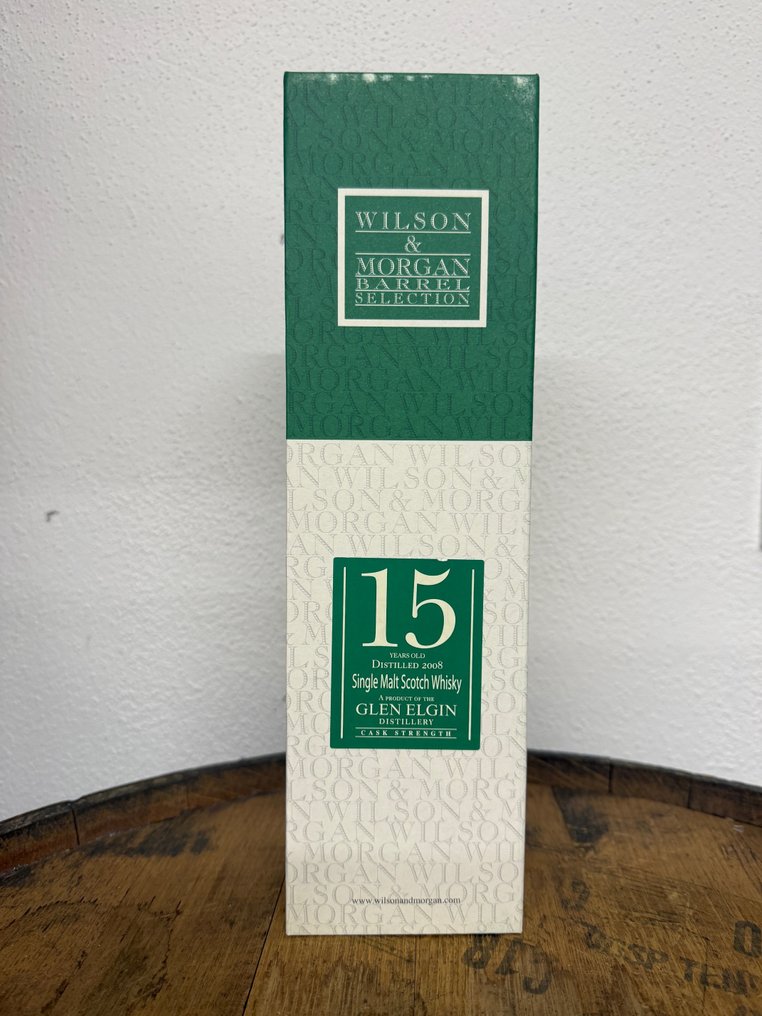 WILSON
&
MORGAN
BARREL
SELECTION
15
YEARS OLD
DISTILLED 2008
Single Malt Scotch Whisky
A PRODUCT OF THE
GLEN ELGIN
DISTILLERY
CASK STRENGTH
www.wilsonandmorgan.com